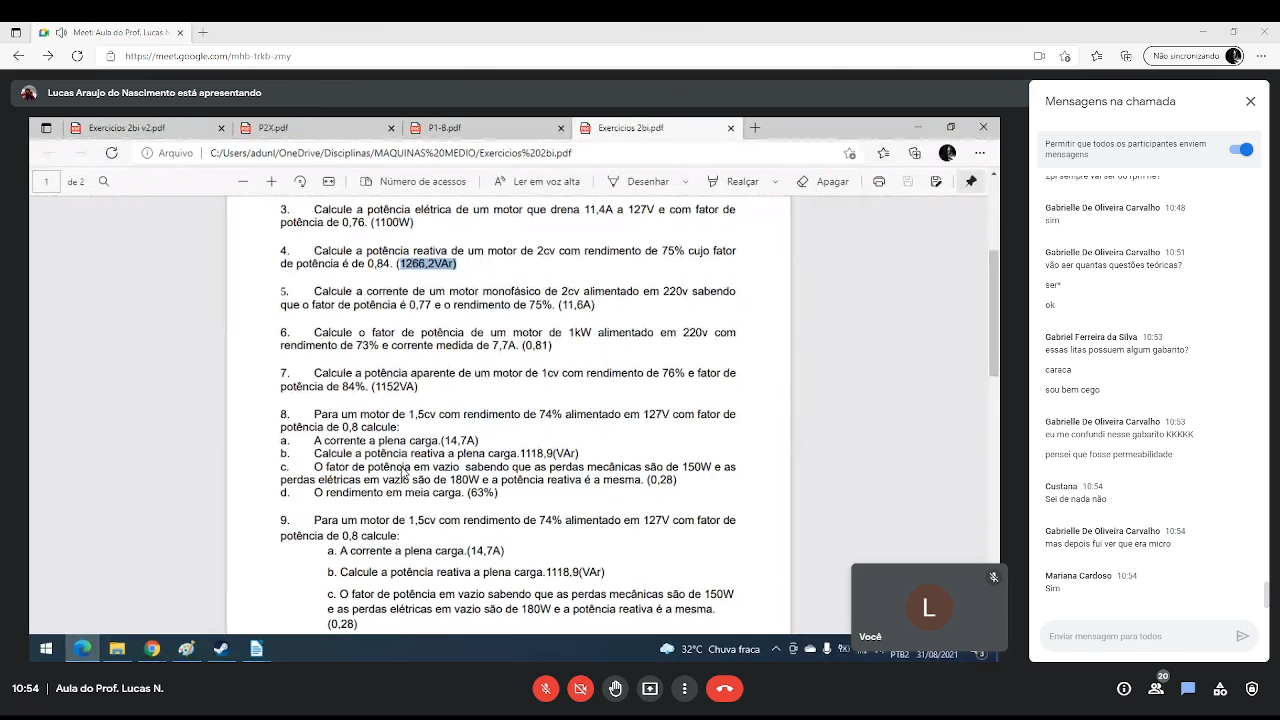 Meet: Aula do Prof. Lucas N
https://meet.google.com/mhb-trkb-zmy
Não sincronizando
Lucas Araujo do Nascimento está apresentando
Exercicios 2bi v2.pdf
P2X.pdf
P1-B.pdf
Exercicios 2bi.pdf
Arquivo
C:/Users/adunl/OneDrive/Disciplinas/MAQUINAS%20MEDIO/Exercicios%202bi.pdf
1 de 2
Número de acessos
Ler em voz alta
Desenhar
Realçar
Apagar
3. Calcule a potência elétrica de um motor que drena 11,4A a 127V e com fator
de potência de 0,76. (1100W)
4. Calcule a potência reativa de um motor de 2cv com rendimento de 75% cujo fator
de potência é de 0,84. (1266,2VAr)
5. Calcule a corrente de um motor monofásico de 2cv alimentado em 220v sabendo
que o fator de potência é 0,77 e o rendimento de 75%. (11,6A)
6. Calcule o fator de potência de um motor de 1kW alimentado em 220v com
rendimento de 73% e corrente medida de 7,7A. (0,81)
7. Calcule a potência aparente de um motor de 1cv com rendimento de 76% e fator de
potência de 84%. (1152VA)
8. Para um motor de 1,5cv com rendimento de 74% alimentado em 127V com fator de
potência de 0,8 calcule:
a. A corrente a plena carga.(14,7A)
b. Calcule a potência reativa a plena carga.1118,9(VAr)
c. O fator de potência em vazio sabendo que as perdas mecânicas são de 150W e as
perdas elétricas em vazio são de 180W e a potência reativa é a mesma. (0,28)
d. O rendimento em meia carga. (63%)
9. Para um motor de 1,5cv com rendimento de 74% alimentado em 127V com fator de
potência de 0,8 calcule:
a. A corrente a plena carga.(14,7A)
b. Calcule a potência reativa a plena carga.1118,9(VAr)
c. O fator de potência em vazio sabendo que as perdas mecânicas são de 150W
e as perdas elétricas em vazio são de 180W e a potência reativa é a mesma.
(0,28)
L
Você
32°C Chuva fraca
PTB2 31/08/2021
10:54 Aula do Prof. Lucas N.
20
Mensagens na chamada
Permitir que todos os participantes enviem
mensagens
Gabrielle De Oliveira Carvalho 10:48
sim
Gabrielle De Oliveira Carvalho 10:51
vão aer quantas questões teóricas?
ser*
ok
Gabriel Ferreira da Silva 10:53
essas litas possuem algum gabarito?
caraca
sou bem cego
Gabrielle De Oliveira Carvalho 10:53
eu me confundi nesse gabarito KKKKK
pensei que fosse permeabilidade
Custana 10:54
Sei de nada não
Gabrielle De Oliveira Carvalho 10:54
mas depois fui ver que era micro
Mariana Cardoso 10:54
Sim
Enviar mensagem para todos